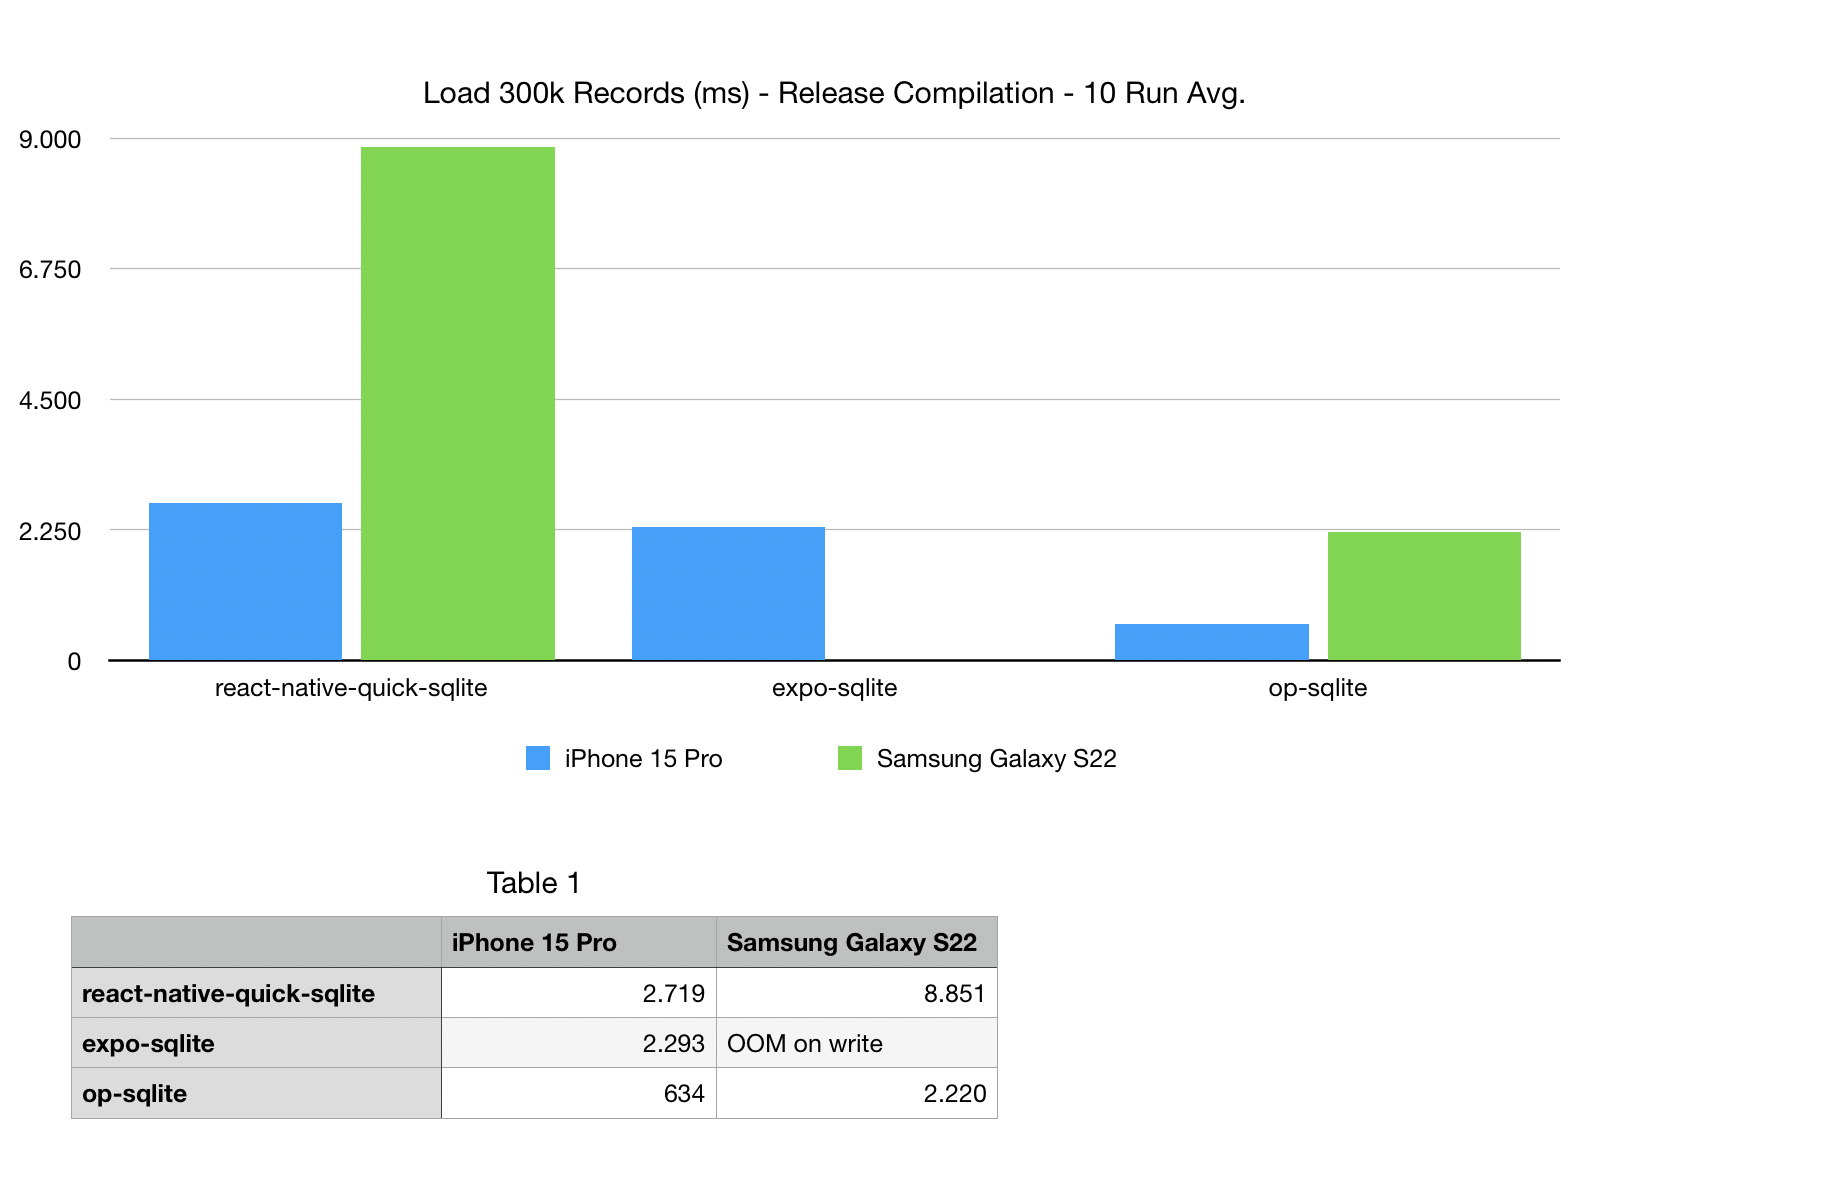 Load 300k Records (ms) - Release Compilation - 10 Run Avg.
9.000
6.750
4.500
2.250
0
react-native-quick-sqlite expo-sqlite op-sqlite
iPhone 15 Pro Samsung Galaxy S22
Table 1
iPhone 15 Pro Samsung Galaxy S22
react-native-quick-sqlite 2.719 8.851
expo-sqlite 2.293 OOM on write
op-sqlite 634 2.220